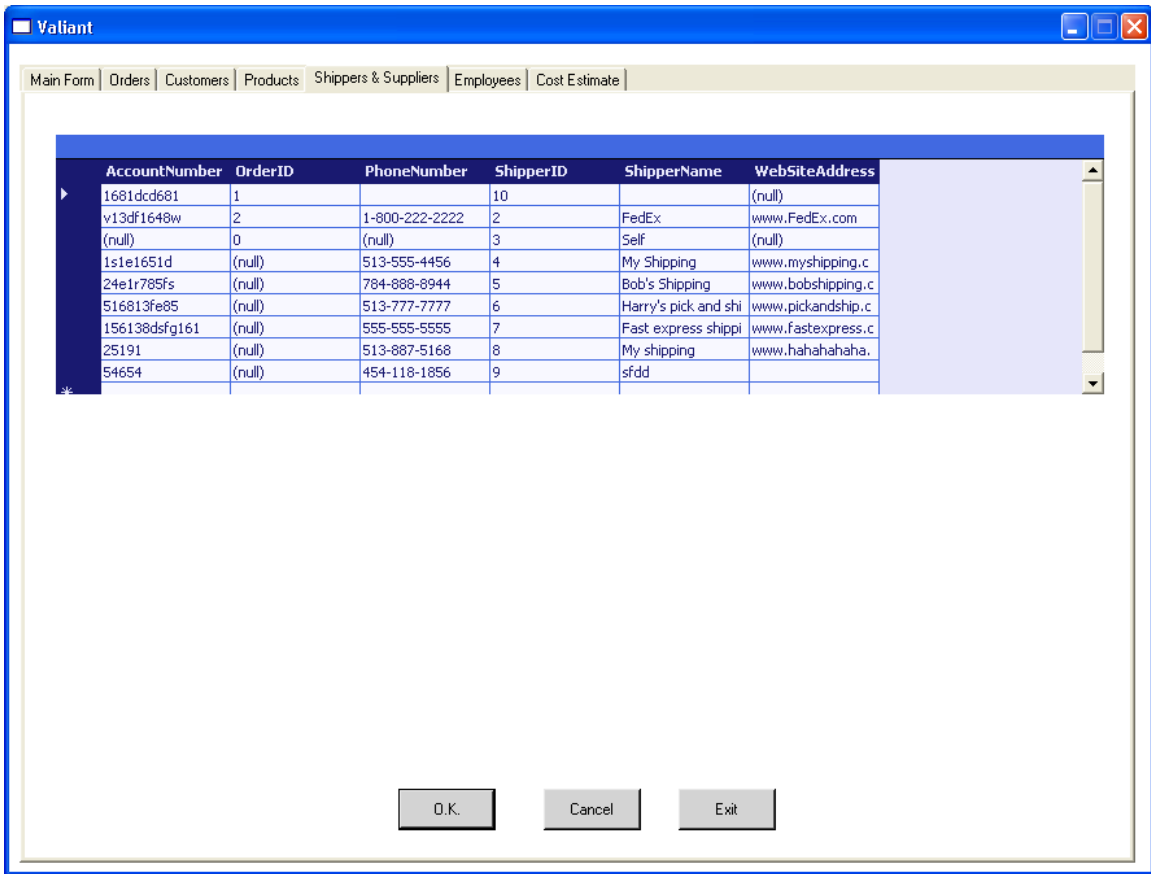 Valiant
Main Form Orders Customers Products Shippers & Suppliers Employees Cost Estimate
AccountNumber OrderID PhoneNumber ShipperID ShipperName WebSiteAddress
1681dcd681 1 10 (null)
v13df1648w 2 1-800-222-2222 2 FedEx www.FedEx.com
(null) 0 (null) 3 Self (null)
1s1e1651d (null) 513-555-4456 4 My Shipping www.myshipping.c
24e1r785fs (null) 784-888-8944 5 Bob's Shipping www.bobshipping.c
516813fe85 (null) 513-777-7777 6 Harry's pick and shi www.pickandship.c
156138dsfg161 (null) 555-555-5555 7 Fast express shippi www.fastexpress.c
25191 (null) 513-887-5168 8 My shipping www.hahahahaha.
54654 (null) 454-118-1856 9 sfdd
O.K. Cancel Exit